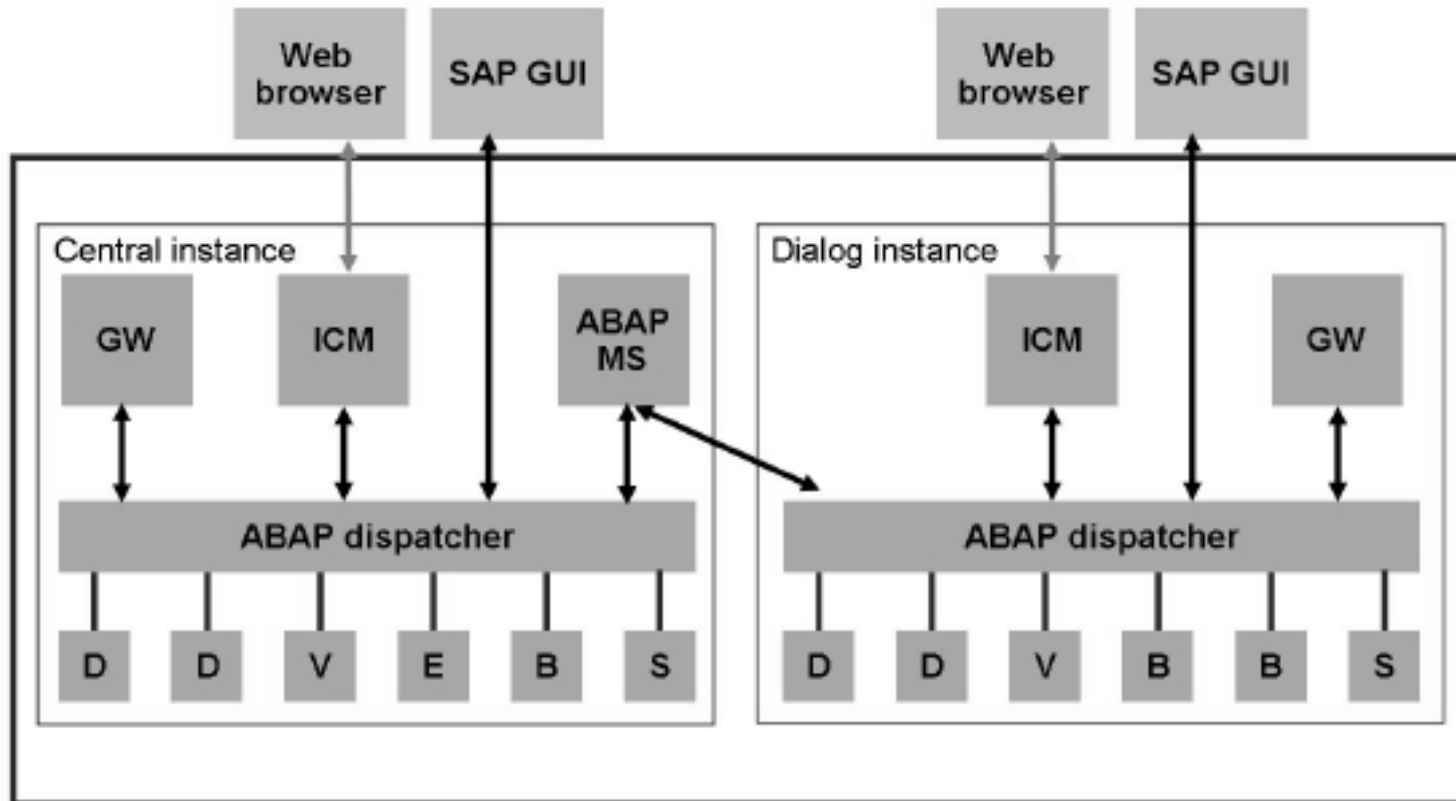 Web
browser
SAP GUI
Web
browser
SAP GUI
Central instance
GW
ICM
ABAP
MS
ABAP dispatcher
D
D
V
E
B
S
Dialog instance
ICM
GW
ABAP dispatcher
D
D
V
B
B
S